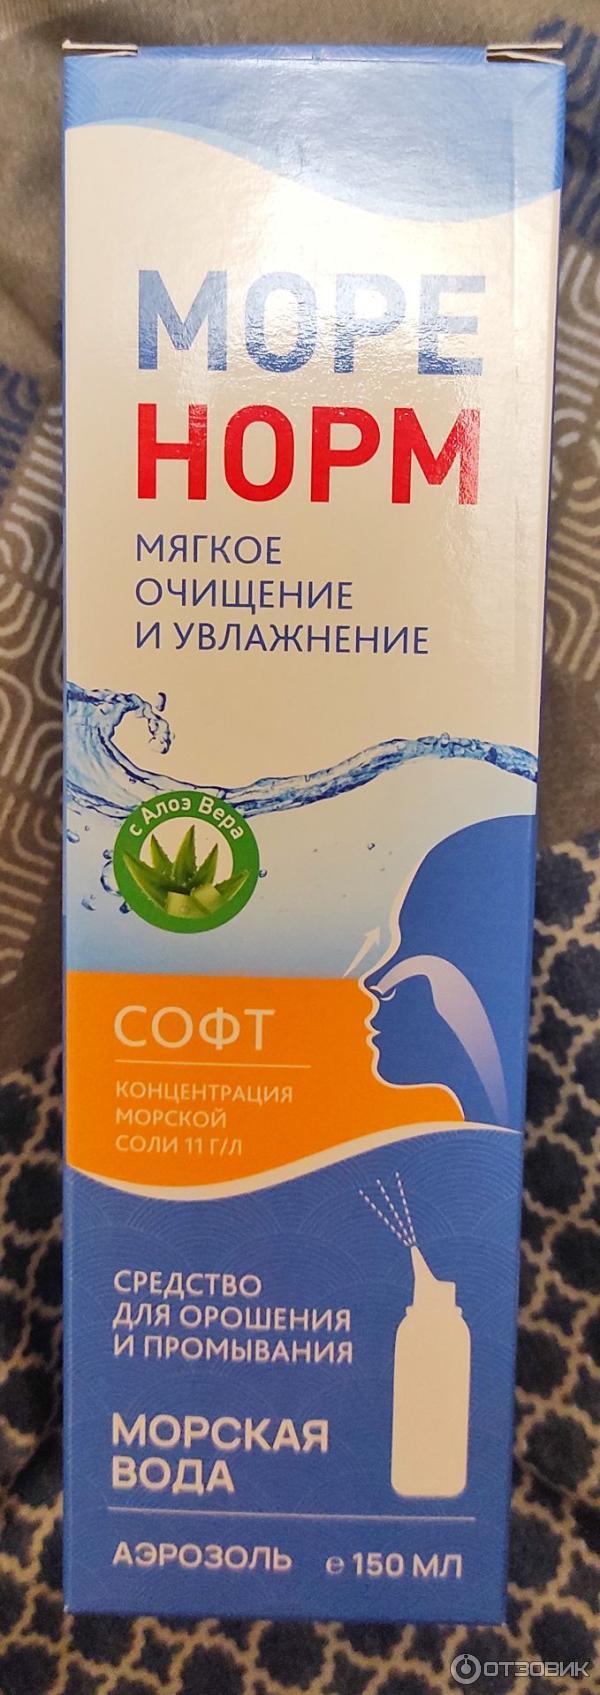 МОРЕ
НОРМ
МЯГКОЕ
ОЧИЩЕНИЕ
И УВЛАЖНЕНИЕ
с Алоэ Вера
СОФТ
КОНЦЕНТРАЦИЯ
МОРСКОЙ
СОЛИ 11 Г/Л
СРЕДСТВО
ДЛЯ ОРОШЕНИЯ
И ПРОМЫВАНИЯ
МОРСКАЯ
ВОДА
АЭРОЗОЛЬ ℮ 150 МЛ
ОТЗОВИК